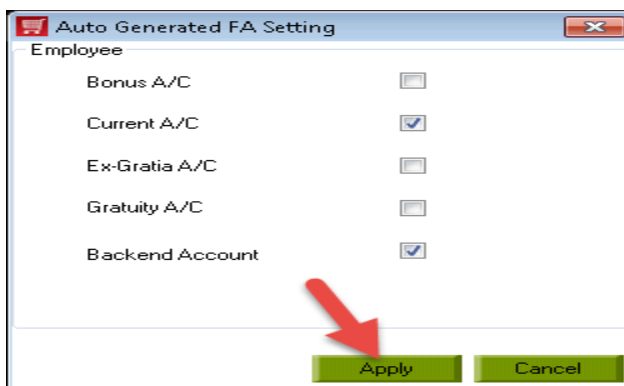 Auto Generated FA Setting
Employee
Bonus A/C
Current A/C
Ex-Gratia A/C
Gratuity A/C
Backend Account
Apply Cancel